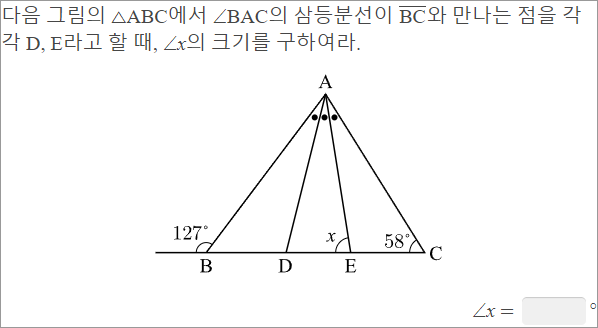 다음 그림의 △ABC에서 ∠BAC의 삼등분선이 B̅C̅와 만나는 점을 각
각 D, E라고 할 때, ∠x의 크기를 구하여라.
A
127°
x
58°
B
D
E
C
∠x = °